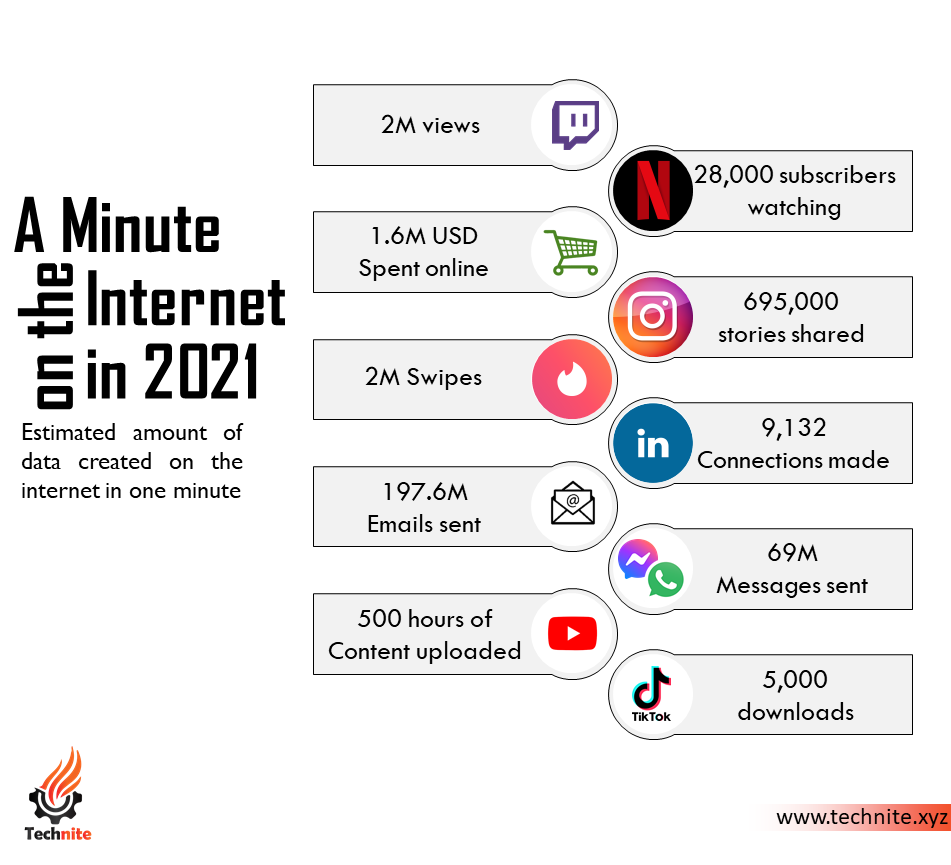 A Minute
on the
Internet
in 2021
Estimated amount of
data created on the
internet in one minute
2M views
28,000 subscribers
watching
1.6M USD
Spent online
695,000
stories shared
2M Swipes
in
9,132
Connections made
197.6M
Emails sent
@
69M
Messages sent
500 hours of
Content uploaded
TikTok
5,000
downloads
Technite
www.technite.xyz